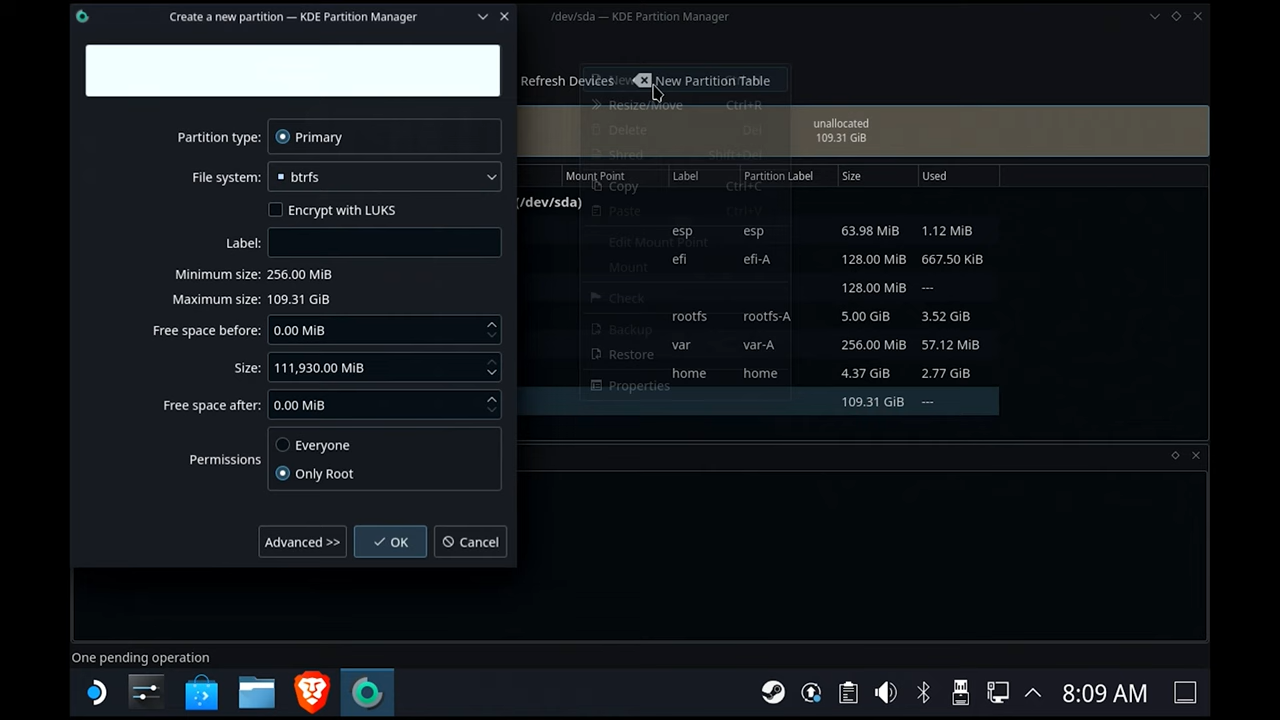 Create a new partition — KDE Partition Manager
/dev/sda — KDE Partition Manager
Partition type:
Primary
File system:
btrfs
Encrypt with LUKS
Label:
Minimum size: 256.00 MiB
Maximum size: 109.31 GiB
Free space before:
0.00 MiB
Size:
111,930.00 MiB
Free space after:
0.00 MiB
Permissions
Everyone
Only Root
Advanced >>
OK
Cancel
Refresh Devices
New Partition Table
New
Resize/Move Ctrl+R
Delete Del
Shred Shift+Del
Copy Ctrl+C
Paste Ctrl+V
Edit Mount Point
Mount
Check
Backup
Restore
Properties
unallocated
109.31 GiB
Mount Point Label Partition Label Size Used
(/dev/sda)
esp esp 63.98 MiB 1.12 MiB
efi efi-A 128.00 MiB 667.50 KiB
128.00 MiB ---
rootfs rootfs-A 5.00 GiB 3.52 GiB
var var-A 256.00 MiB 57.12 MiB
home home 4.37 GiB 2.77 GiB
109.31 GiB ---
One pending operation
8:09 AM